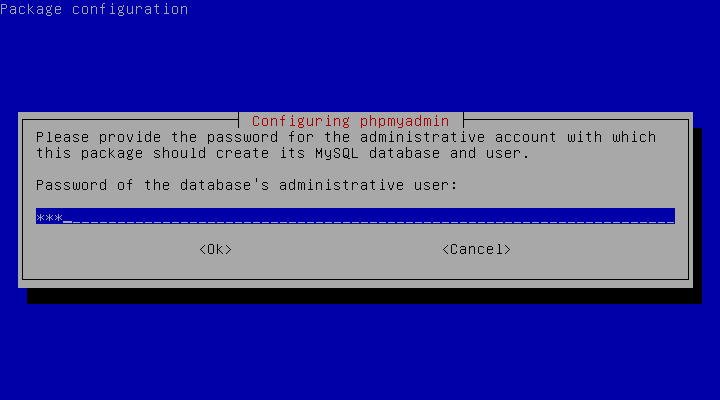 Package configuration
Configuring phpmyadmin
Please provide the password for the administrative account with which
this package should create its MySQL database and user.
Password of the database's administrative user:
***_______________________________________________________________________
<Ok> <Cancel>